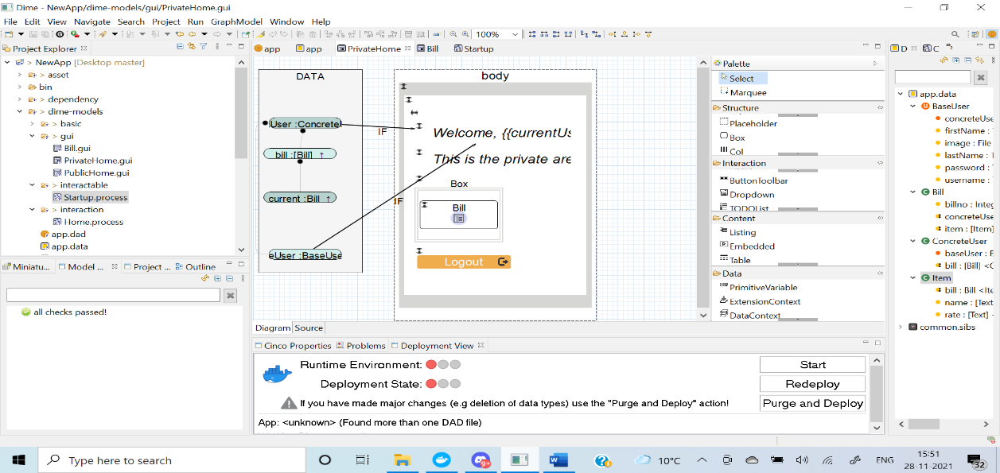 Dime - NewApp/dime-models/gui/PrivateHome.gui
File Edit View Navigate Search Project Run GraphModel Window Help
100%
Project Explorer
> NewApp [Desktop master]
> asset
> bin
> dependency
> dime-models
> basic
> gui
Bill.gui
PrivateHome.gui
PublicHome.gui
> interactable
Startup.process
> interaction
Home.process
app.dad
app.data
Miniatu... Model ... Project ... Outline
all checks passed!
app app PrivateHome Bill Startup
DATA
User :Concrete
bill :[Bill] ↑
current :Bill ↑
eUser :BaseUse
body
IF
Welcome, {{currentUs
This is the private are
IF
Box
Bill
Logout
Diagram Source
Palette
Select
Marquee
Structure
Placeholder
Box
Col
Interaction
ButtonToolbar
Dropdown
TODOList
Content
Listing
Embedded
Table
Data
PrimitiveVariable
ExtensionContext
DataContext
D C
app.data
BaseUser
concreteUse
firstName :
image : File
lastName : T
password :
username :
Bill
billno : Integ
concreteUse
item : [Item]
ConcreteUser
baseUser : B
bill : [Bill] <C
Item
bill : Bill <Ite
name : [Text
rate : [Text] -
common.sibs
Cinco Properties Problems Deployment View
Runtime Environment:
Deployment State:
If you have made major changes (e.g deletion of data types) use the "Purge and Deploy" action!
App: <unknown> (Found more than one DAD file)
Start
Redeploy
Purge and Deploy
Type here to search
9+
10°C
ENG
15:51
28-11-2021
32